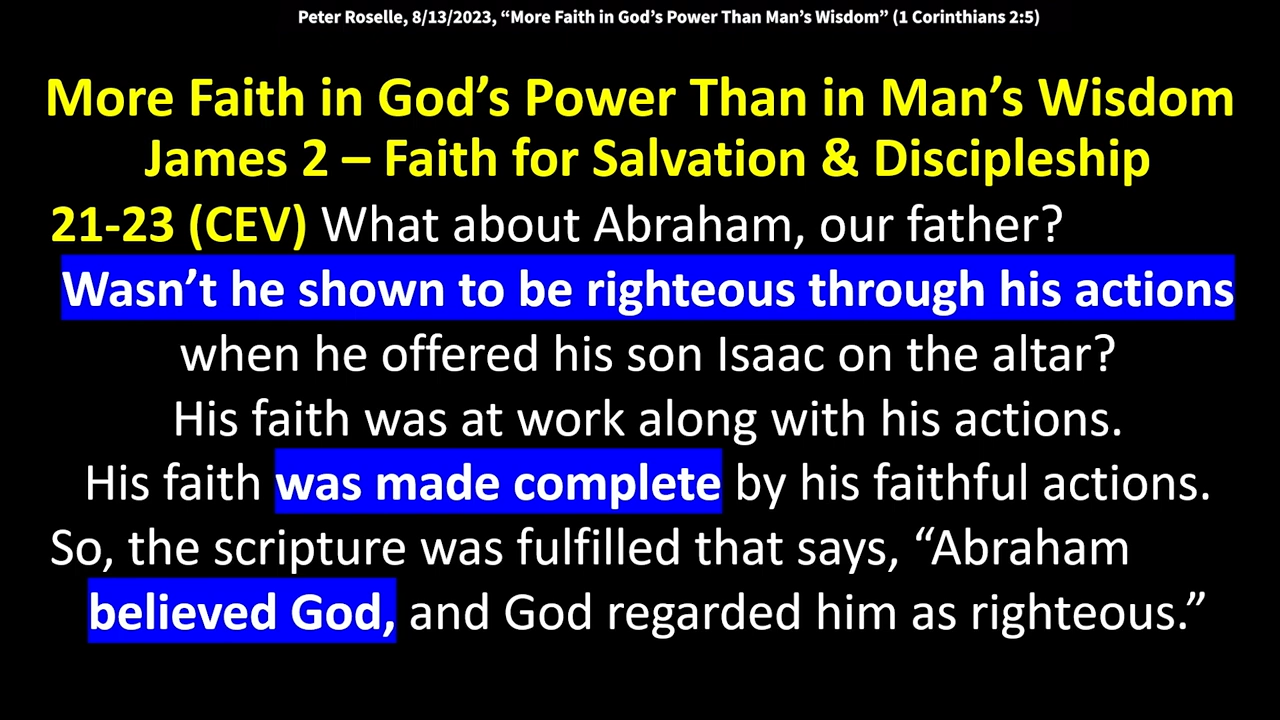 Peter Roselle, 8/13/2023, “More Faith in God’s Power Than Man’s Wisdom” (1 Corinthians 2:5)
More Faith in God’s Power Than in Man’s Wisdom
James 2 – Faith for Salvation & Discipleship
21-23 (CEV) What about Abraham, our father?
Wasn’t he shown to be righteous through his actions
when he offered his son Isaac on the altar?
His faith was at work along with his actions.
His faith was made complete by his faithful actions.
So, the scripture was fulfilled that says, “Abraham
believed God, and God regarded him as righteous.”